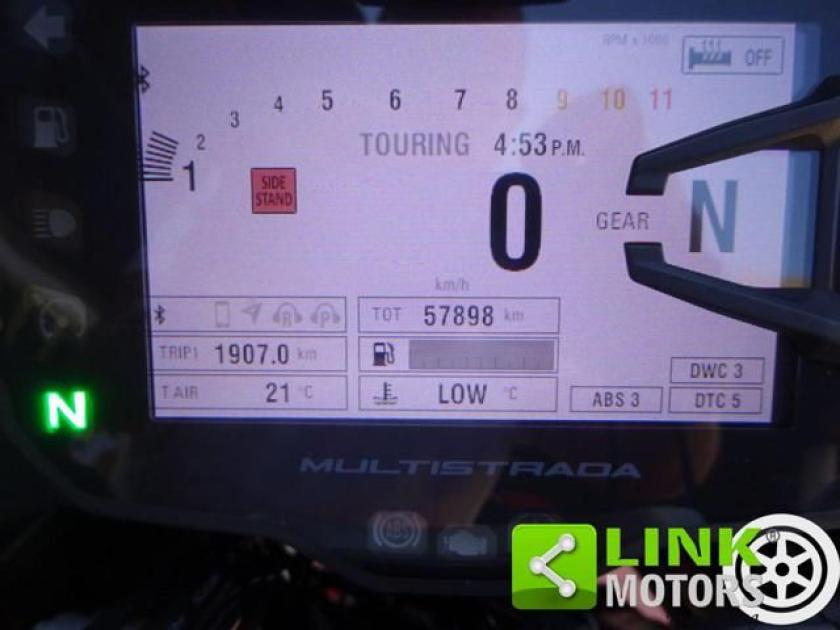 RPM x 1000
OFF
1 2 3 4 5 6 7 8 9 10 11
TOURING 4:53 P.M.
SIDE
STAND
0
GEAR N
km/h
R P
TOT 57898 km
TRIP1 1907.0 km
T.AIR 21 °C
LOW °C
ABS 3
DWC 3
DTC 5
N
MULTISTRADA
ABS
LINK
MOTORS
®